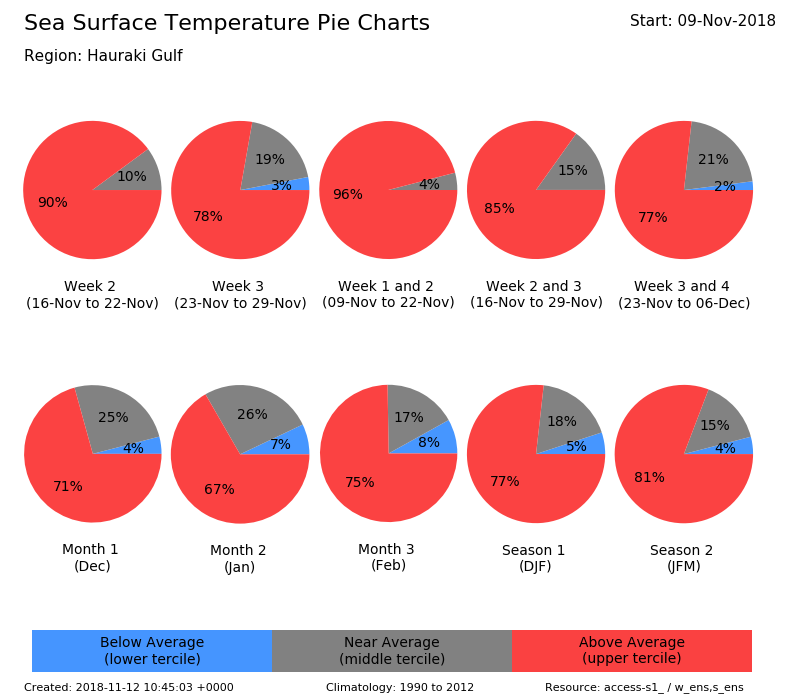 Sea Surface Temperature Pie Charts
Start: 09-Nov-2018
Region: Hauraki Gulf
90%
10%
Week 2
(16-Nov to 22-Nov)
78%
19%
3%
Week 3
(23-Nov to 29-Nov)
96%
4%
Week 1 and 2
(09-Nov to 22-Nov)
85%
15%
Week 2 and 3
(16-Nov to 29-Nov)
77%
21%
2%
Week 3 and 4
(23-Nov to 06-Dec)
71%
25%
4%
Month 1
(Dec)
67%
26%
7%
Month 2
(Jan)
75%
17%
8%
Month 3
(Feb)
77%
18%
5%
Season 1
(DJF)
81%
15%
4%
Season 2
(JFM)
Below Average
(lower tercile)
Near Average
(middle tercile)
Above Average
(upper tercile)
Created: 2018-11-12 10:45:03 +0000
Climatology: 1990 to 2012
Resource: access-s1_ / w_ens,s_ens